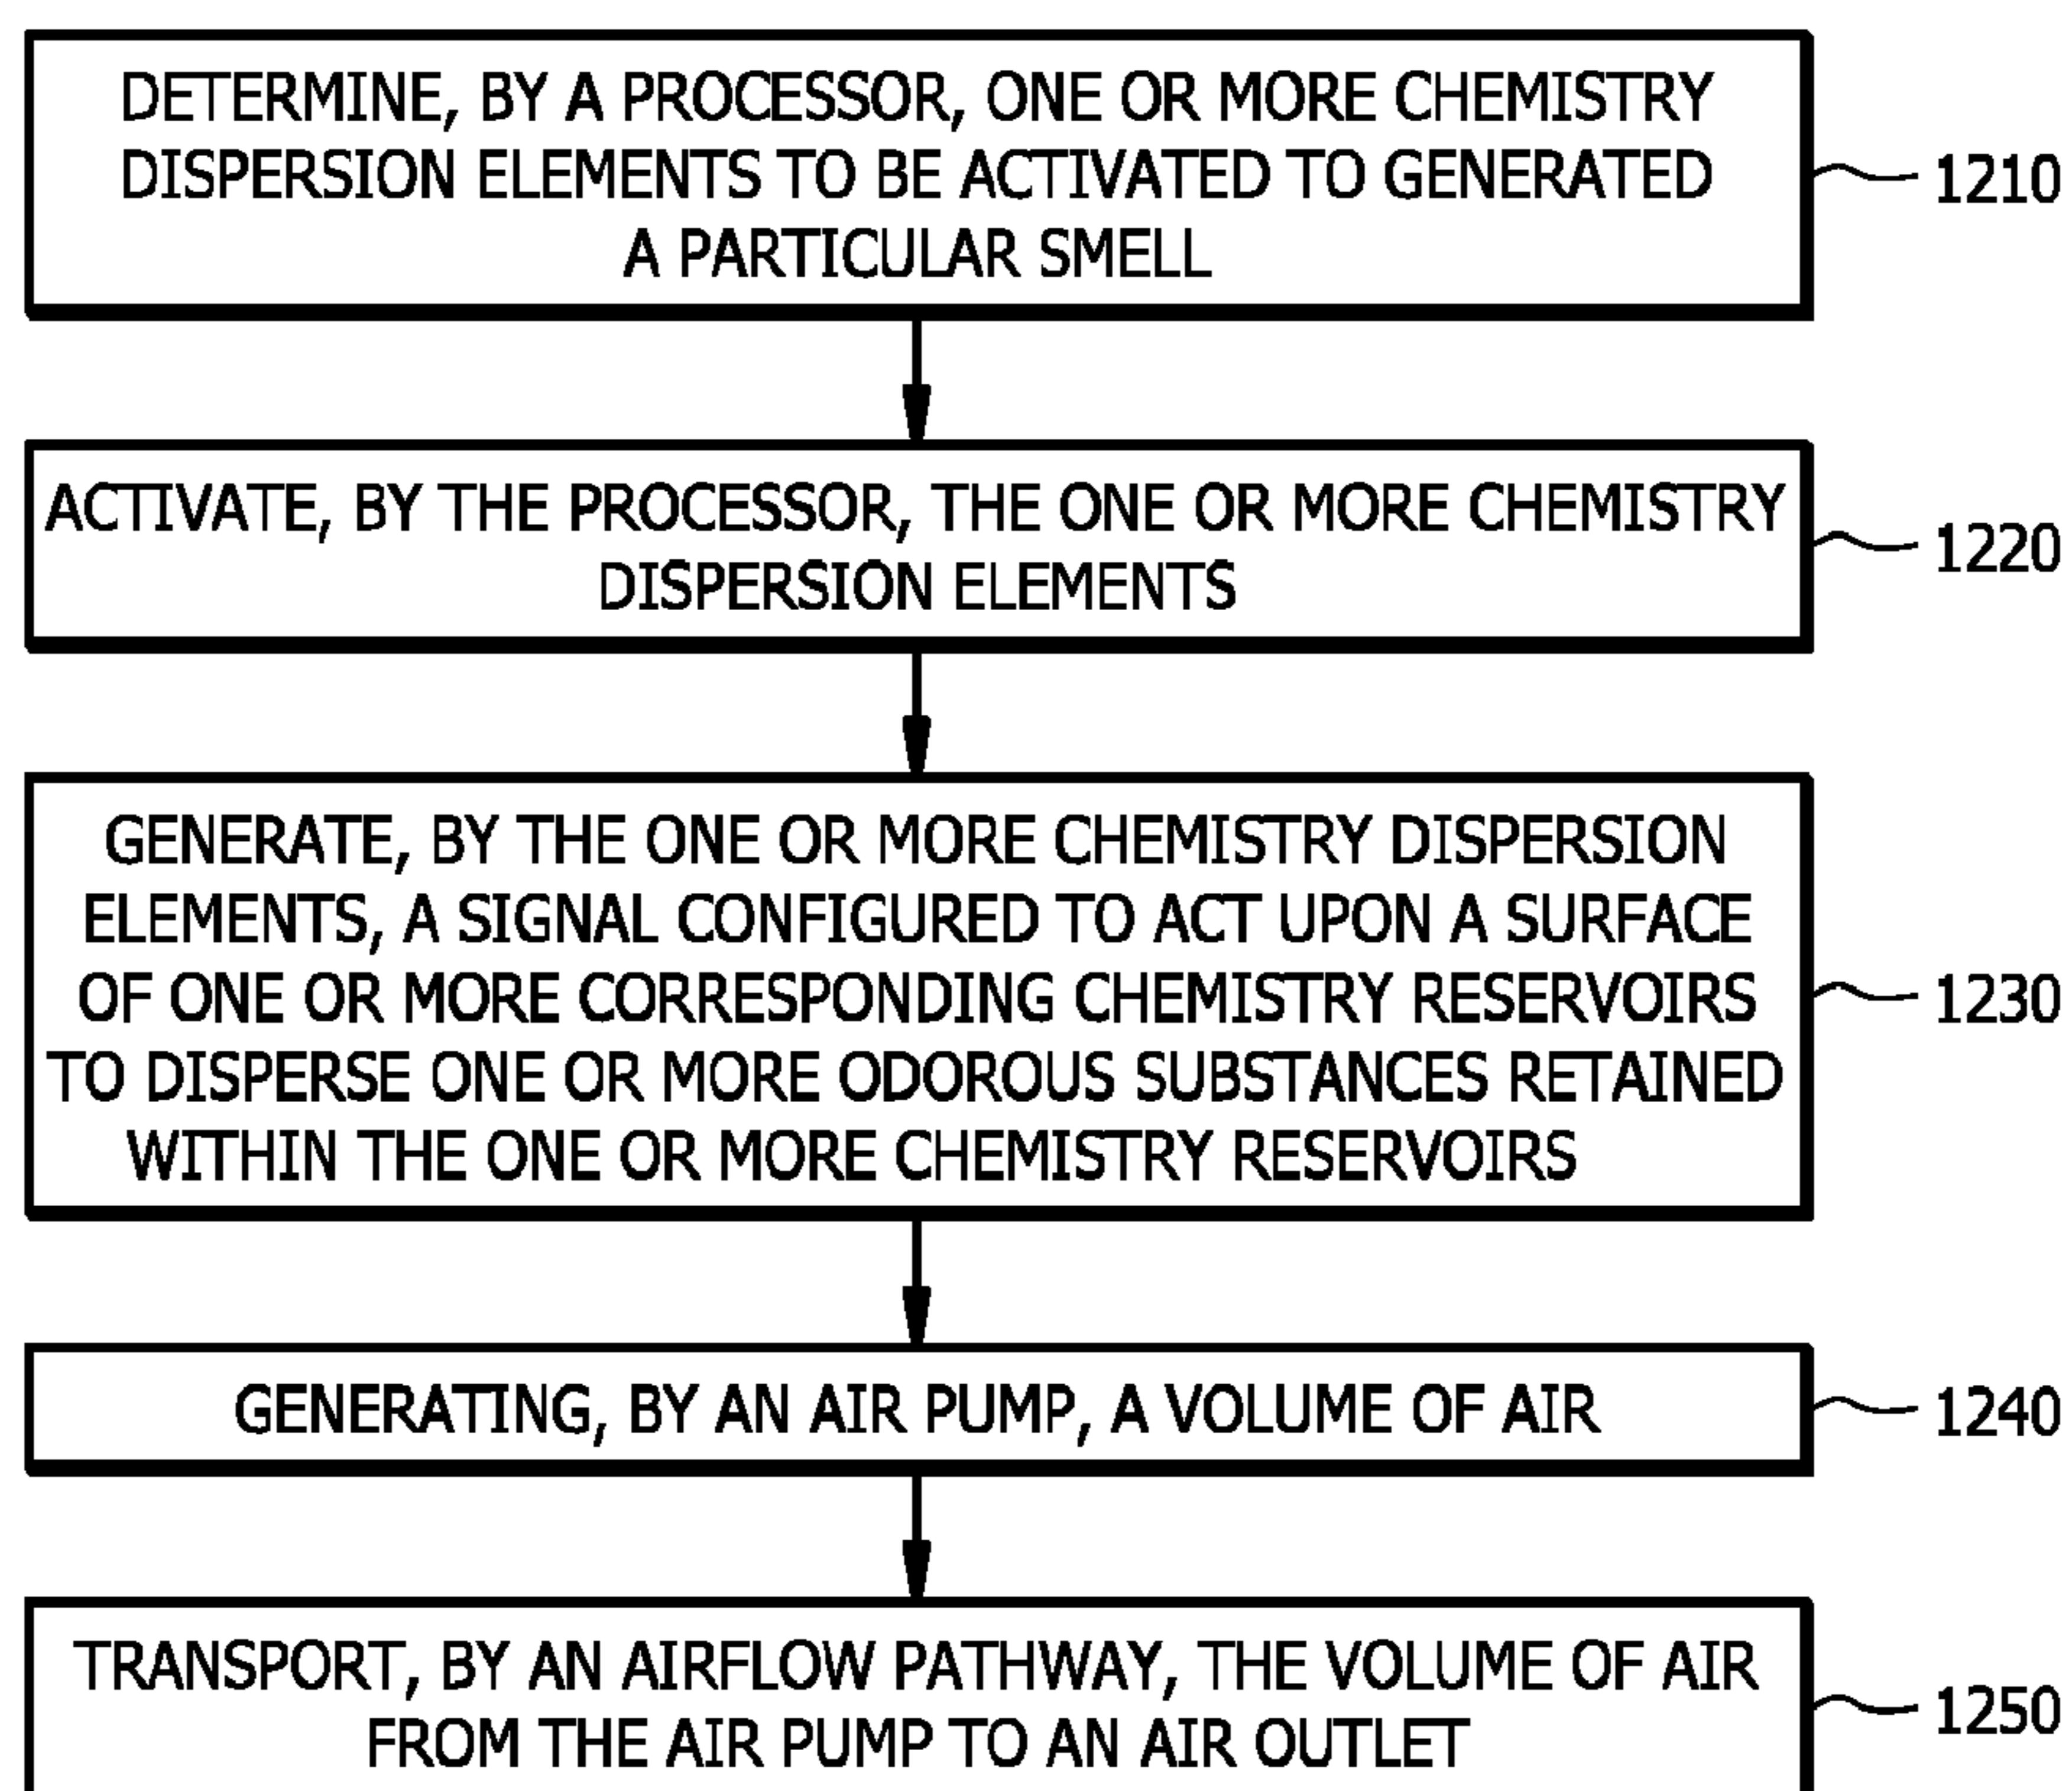 DETERMINE, BY A PROCESSOR, ONE OR MORE CHEMISTRY
DISPERSION ELEMENTS TO BE ACTIVATED TO GENERATED
A PARTICULAR SMELL
1210
ACTIVATE, BY THE PROCESSOR, THE ONE OR MORE CHEMISTRY
DISPERSION ELEMENTS
1220
GENERATE, BY THE ONE OR MORE CHEMISTRY DISPERSION
ELEMENTS, A SIGNAL CONFIGURED TO ACT UPON A SURFACE
OF ONE OR MORE CORRESPONDING CHEMISTRY RESERVOIRS
TO DISPERSE ONE OR MORE ODOROUS SUBSTANCES RETAINED
WITHIN THE ONE OR MORE CHEMISTRY RESERVOIRS
1230
GENERATING, BY AN AIR PUMP, A VOLUME OF AIR
1240
TRANSPORT, BY AN AIRFLOW PATHWAY, THE VOLUME OF AIR
FROM THE AIR PUMP TO AN AIR OUTLET
1250